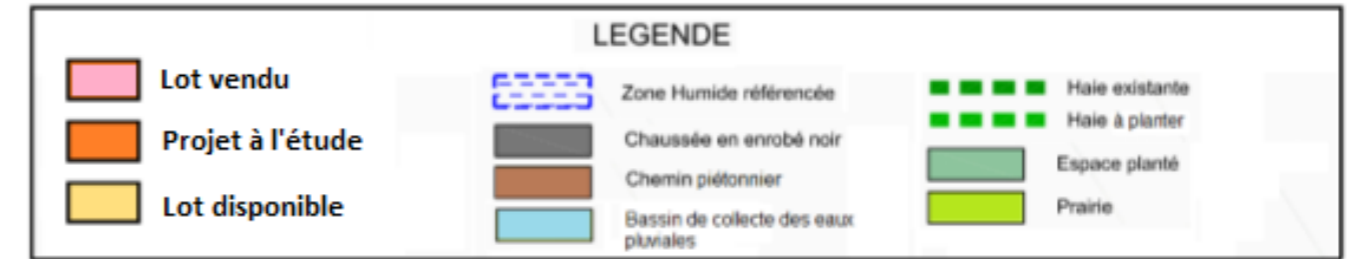 LEGENDE
Lot vendu
Projet à l'étude
Lot disponible
Zone Humide référencée
Chaussée en enrobé noir
Chemin piétonnier
Bassin de collecte des eaux
pluviales
Haie existante
Haie à planter
Espace planté
Prairie